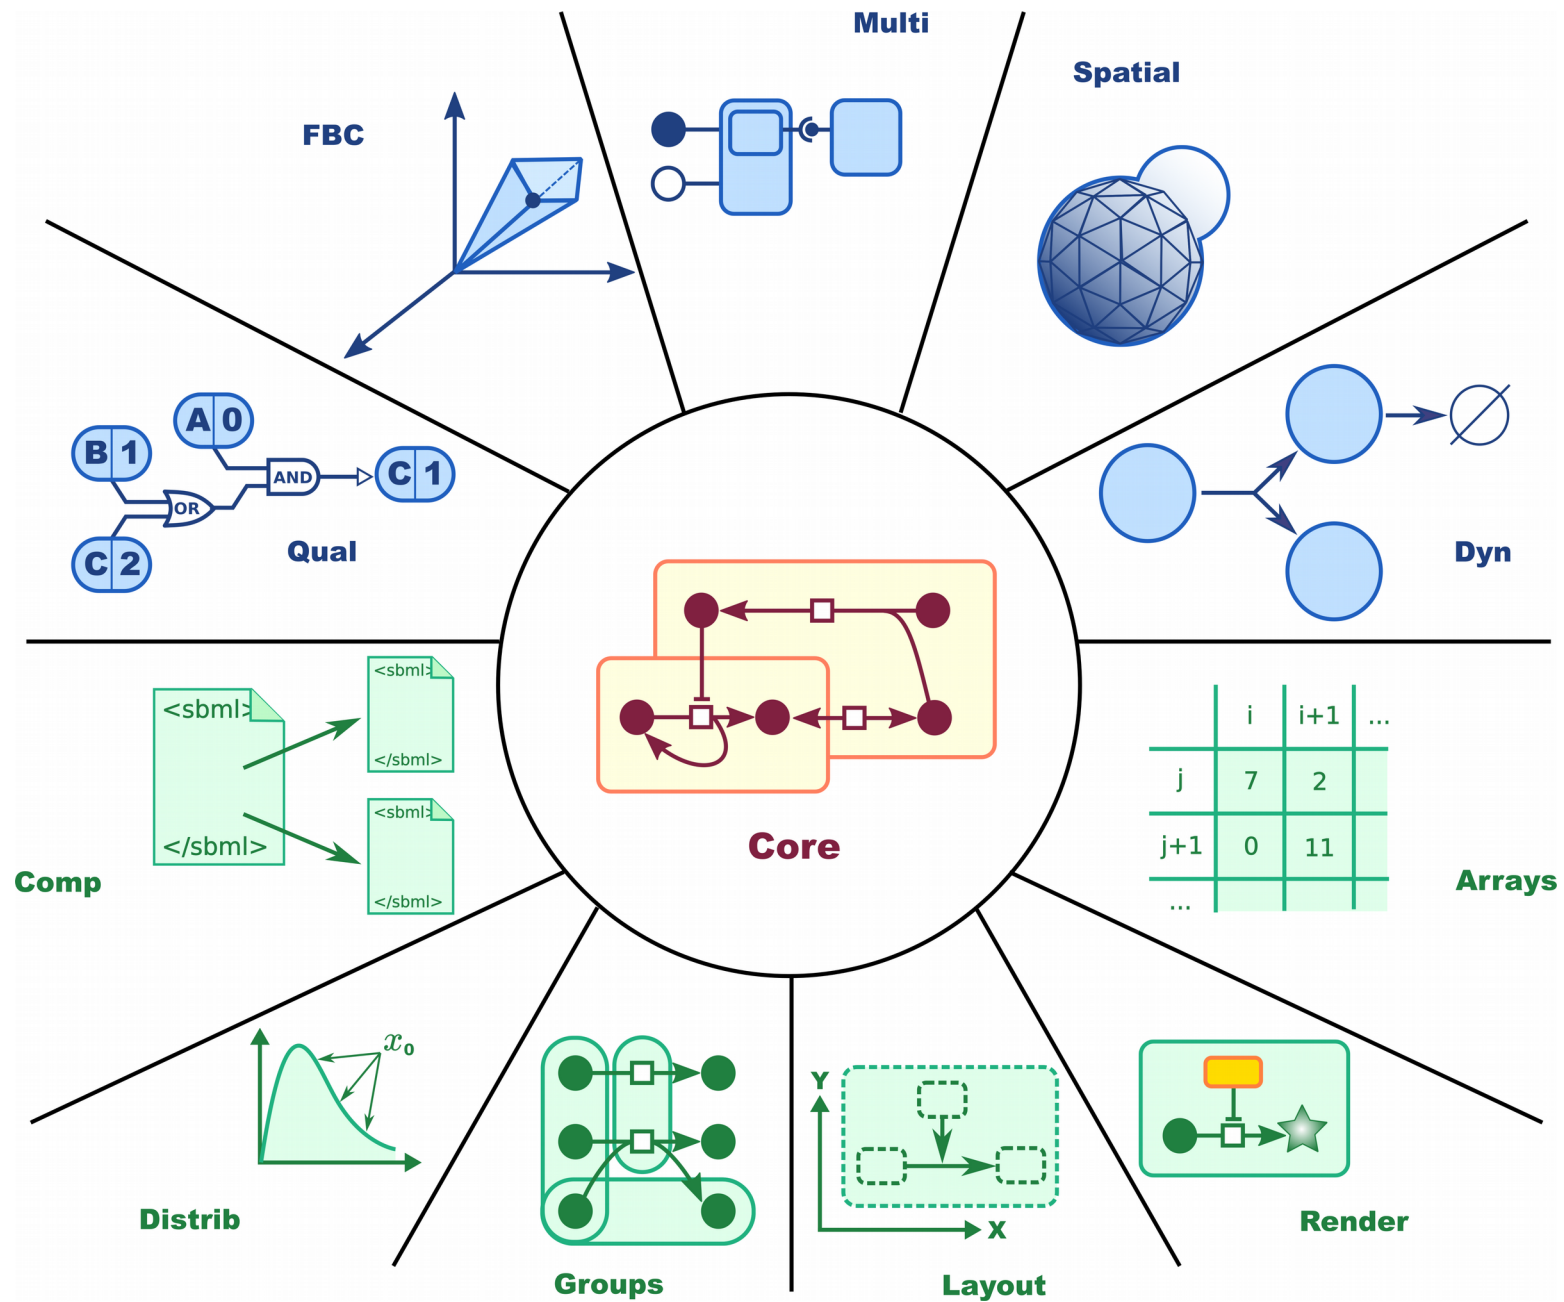 Multi
Spatial
FBC
A 0
B 1
AND
C 1
OR
C 2
Qual
Dyn
<sbml>
</sbml>
<sbml>
</sbml>
<sbml>
</sbml>
Comp
Core
i i+1 ...
j 7 2
j+1 0 11
...
Arrays
x0
Distrib
Groups
Y
X
Layout
Render